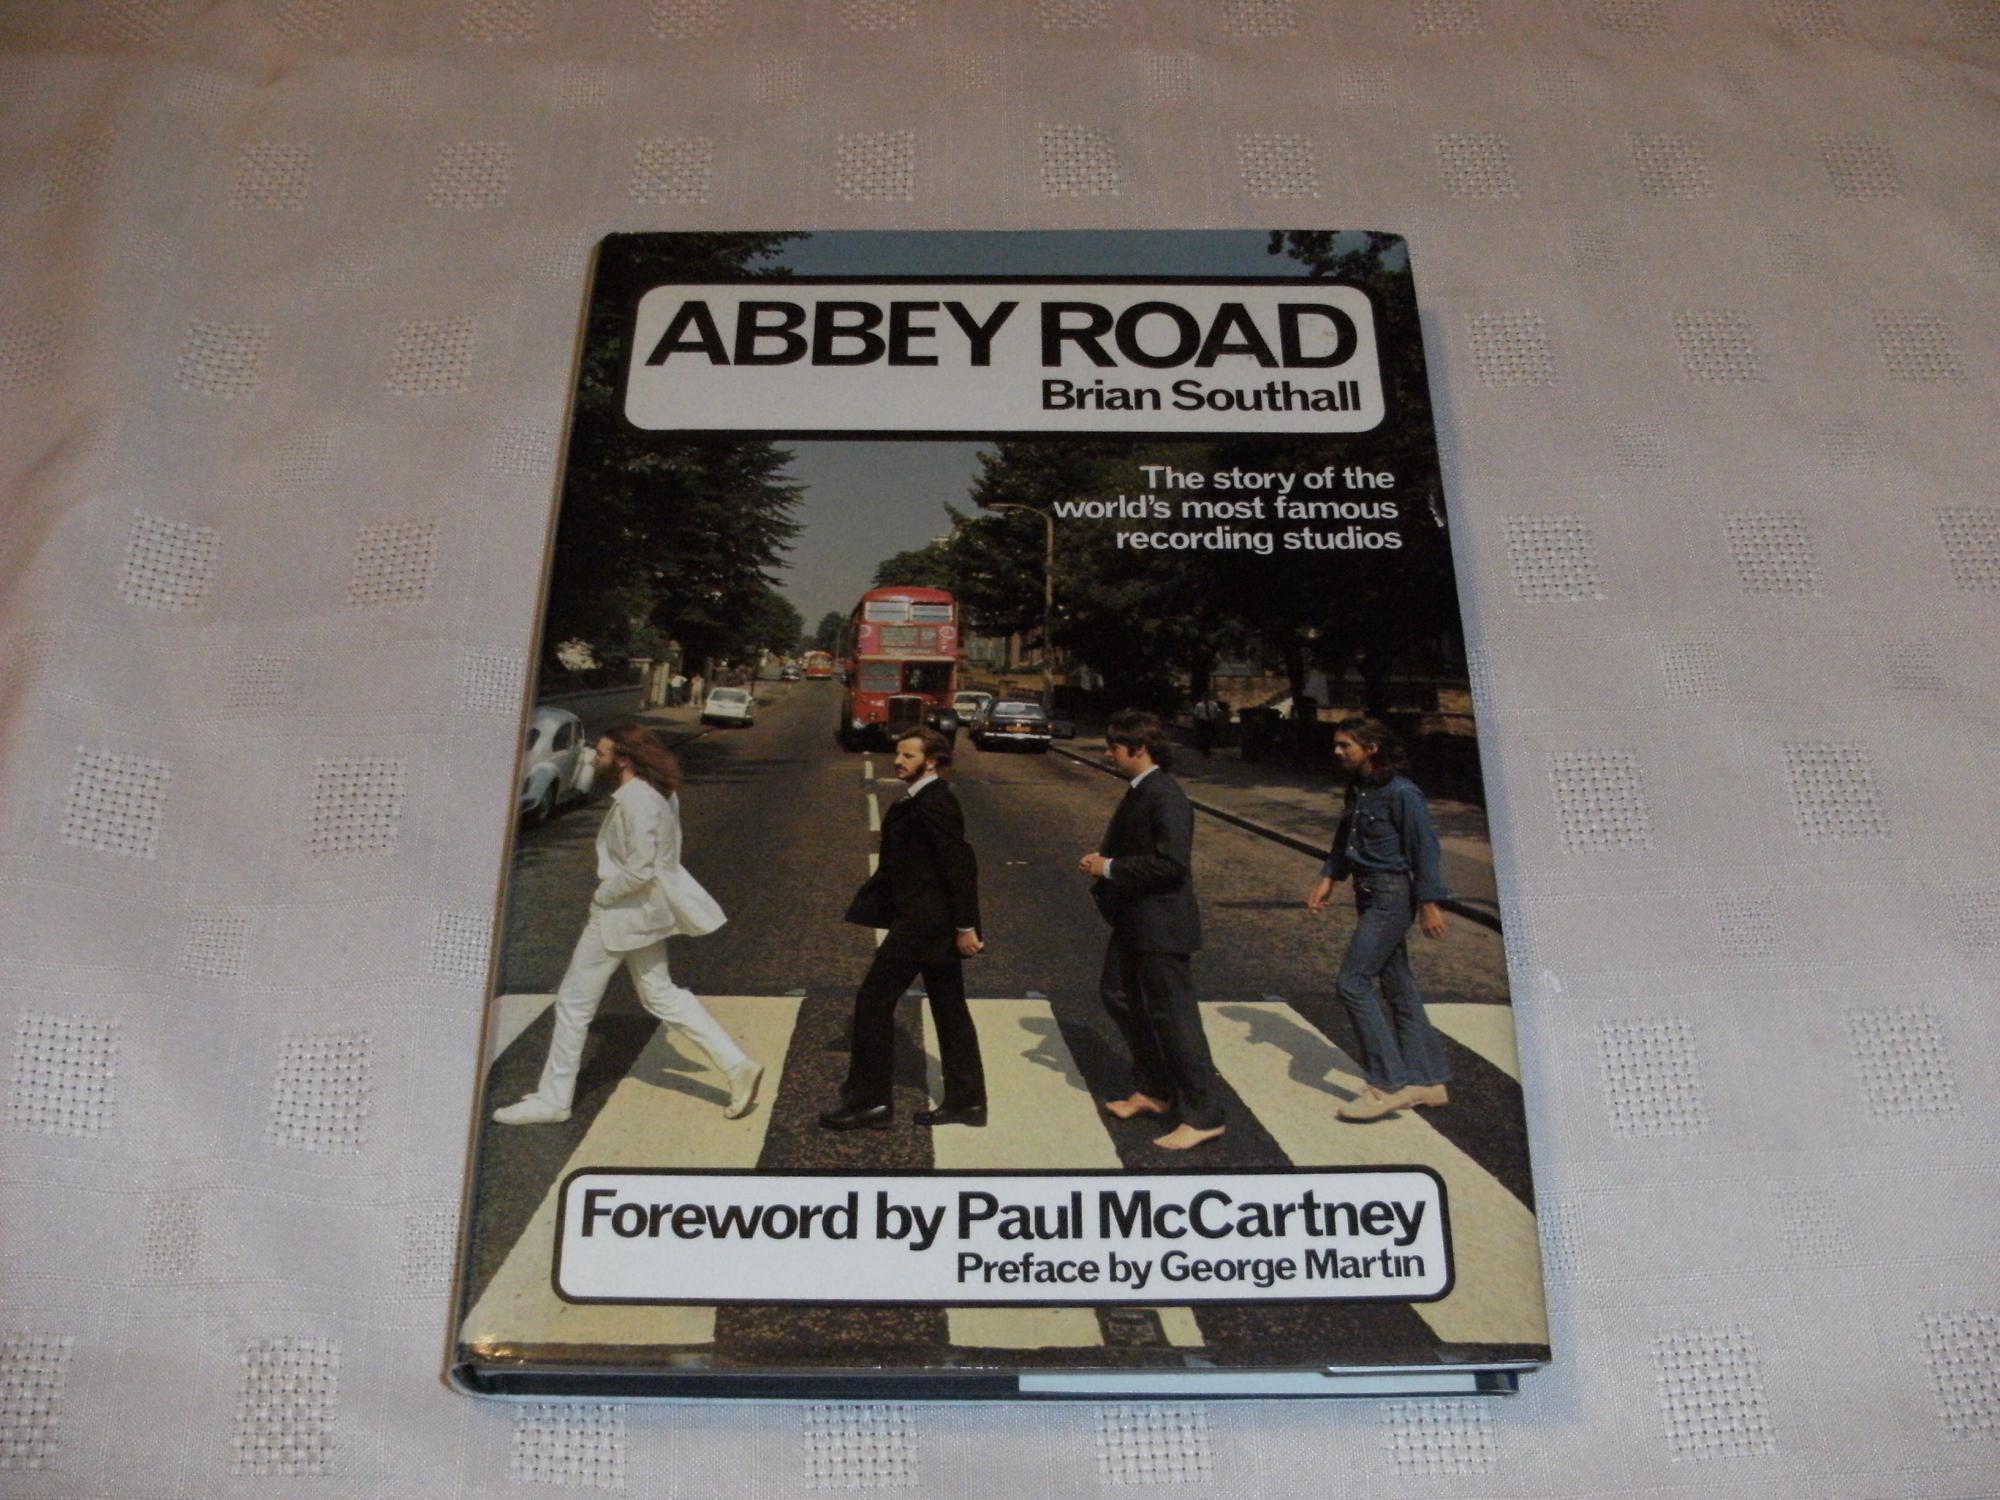 ABBEY ROAD
Brian Southall
The story of the
world's most famous
recording studios
Foreword by Paul McCartney
Preface by George Martin